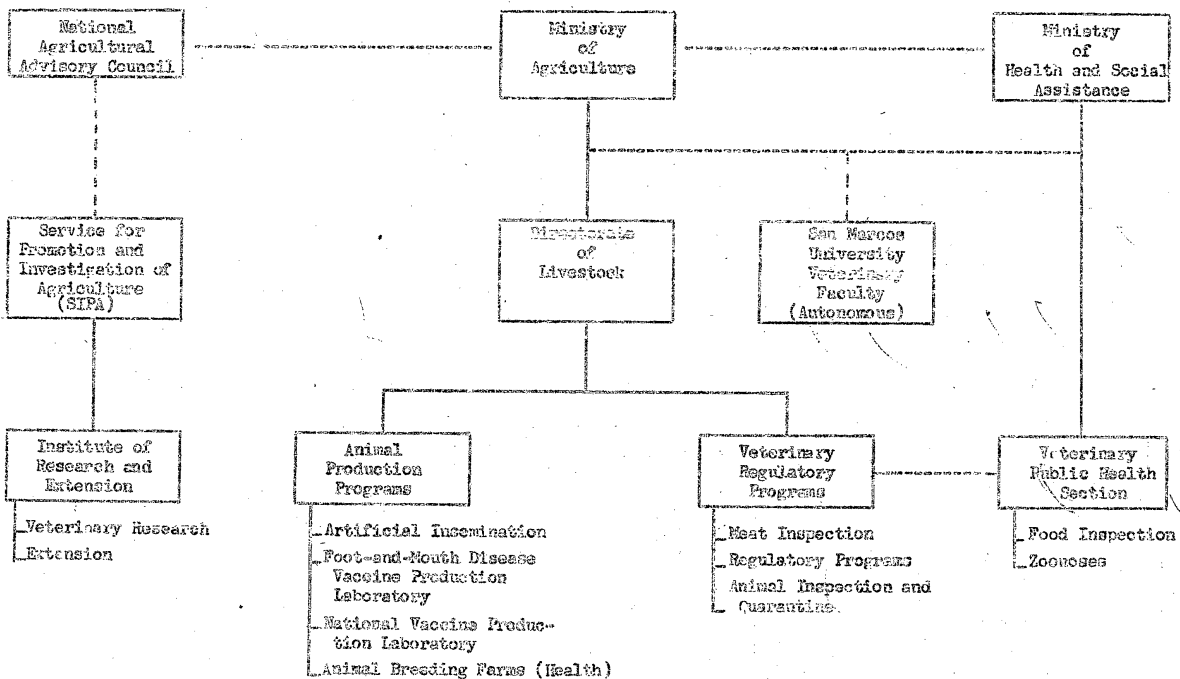 National
Agricultural
Advisory Council
Ministry
of
Agriculture
Ministry
of
Health and Social
Assistance
Service for
Promotion and
Investigation of
Agriculture
(SIPA)
Directorate
of
Livestock
San Marcos
University
Veterinary
Faculty
(Autonomous)
Institute of
Research and
Extension
Veterinary Research
Extension
Animal
Production
Programs
Artificial Insemination
Foot-and-Mouth Disease
Vaccine Production
Laboratory
National Vaccine Produc-
tion Laboratory
Animal Breeding Farms (Health)
Veterinary
Regulatory
Programs
Meat Inspection
Regulatory Programs
Animal Inspection and
Quarantine
Veterinary
Public Health
Section
Food Inspection
Zoonoses